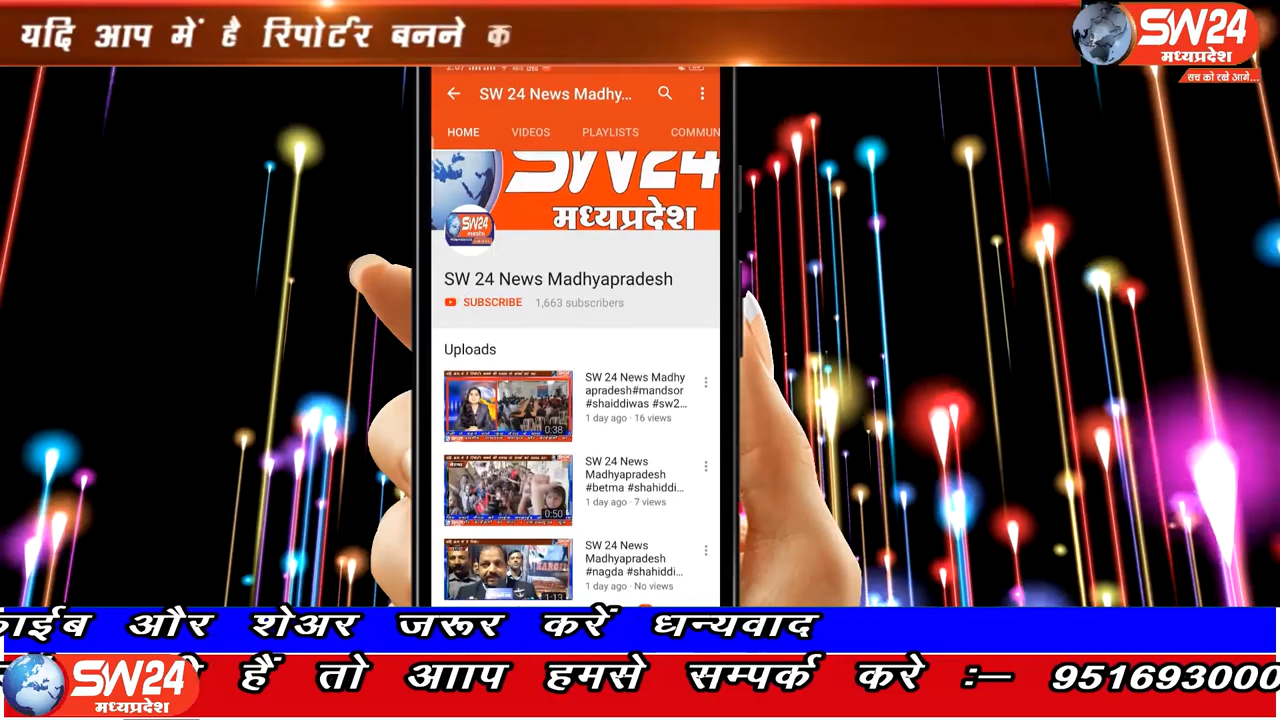 यदि आप में है रिपोर्टर बनने क
SW24
मध्यप्रदेश
सच को रखे आगे...
SW 24 News Madhy...
HOME VIDEOS PLAYLISTS COMMUN
SW24
मध्यप्रदेश
SW24
SW 24 News Madhyapradesh
SUBSCRIBE 1,663 subscribers
Uploads
SW 24 News Madhy
apradesh#mandsor
#shaiddiwas #sw2...
1 day ago · 16 views
0:38
SW 24 News
Madhyapradesh
#betma #shahiddi...
1 day ago · 7 views
0:50
SW 24 News
Madhyapradesh
#nagda #shahiddi...
1 day ago · No views
1:13
और शेअर जरूर करें धन्यवाद
हैं तो आाप हमसे सम्पर्क करे :— 951693000
SW24
मध्यप्रदेश